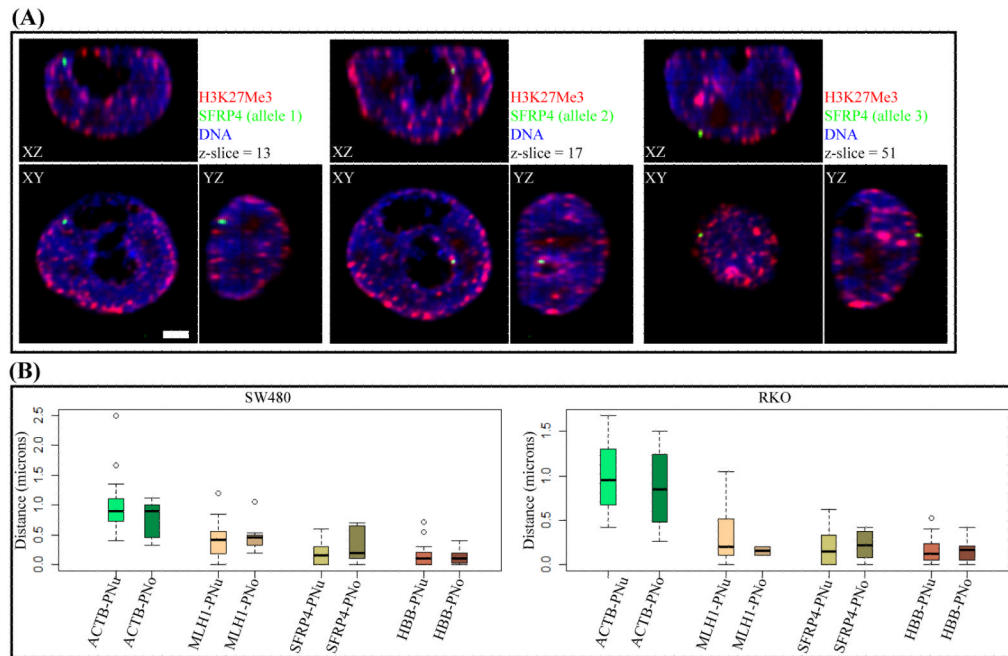 (A)
H3K27Me3
SFRP4 (allele 1)
DNA
z-slice = 13
XZ
H3K27Me3
SFRP4 (allele 2)
DNA
z-slice = 17
XZ
H3K27Me3
SFRP4 (allele 3)
DNA
z-slice = 51
XZ
XY
YZ
XY
YZ
XY
YZ
(B)
SW480
Distance (microns)
2.5
2.0
1.5
1.0
0.5
0.0
ACTB-PNu
ACTB-PNo
MLH1-PNu
MLH1-PNo
SFRP4-PNu
SFRP4-PNo
HBB-PNu
HBB-PNo
RKO
Distance (microns)
1.5
1.0
0.5
0.0
ACTB-PNu
ACTB-PNo
MLH1-PNu
MLH1-PNo
SFRP4-PNu
SFRP4-PNo
HBB-PNu
HBB-PNo